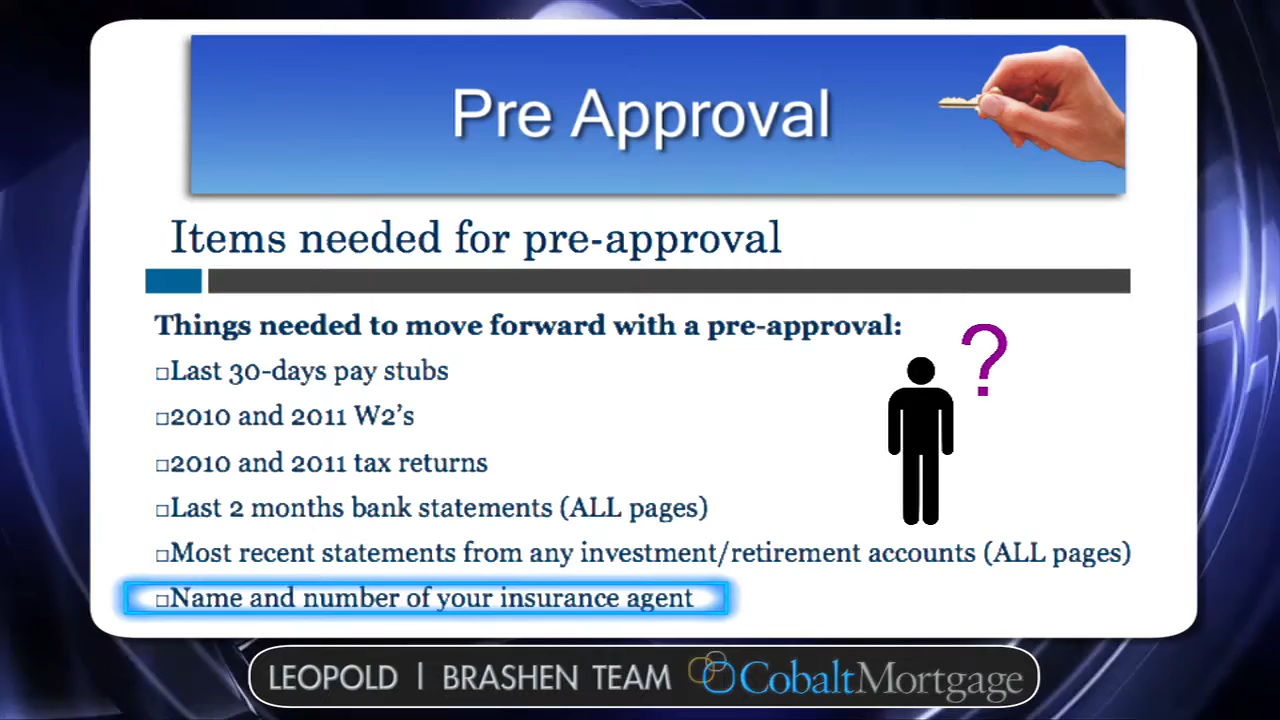 Pre Approval
Items needed for pre-approval
Things needed to move forward with a pre-approval:
□Last 30-days pay stubs
?
□2010 and 2011 W2’s
□2010 and 2011 tax returns
□Last 2 months bank statements (ALL pages)
□Most recent statements from any investment/retirement accounts (ALL pages)
□Name and number of your insurance agent
LEOPOLD | BRASHEN TEAM CobaltMortgage